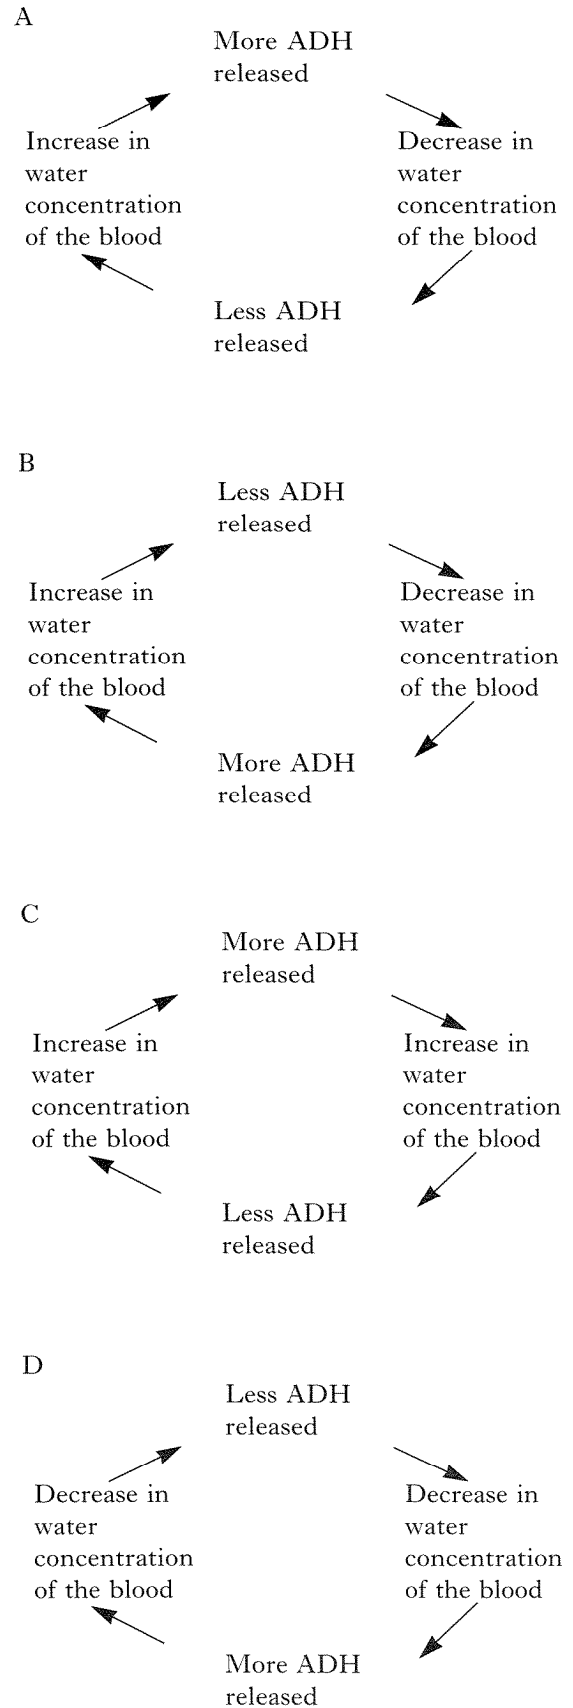 A
More ADH
released
Increase in
water
concentration
of the blood
Decrease in
water
concentration
of the blood
Less ADH
released
B
Less ADH
released
Increase in
water
concentration
of the blood
Decrease in
water
concentration
of the blood
More ADH
released
C
More ADH
released
Increase in
water
concentration
of the blood
Increase in
water
concentration
of the blood
Less ADH
released
D
Less ADH
released
Decrease in
water
concentration
of the blood
Decrease in
water
concentration
of the blood
More ADH
released